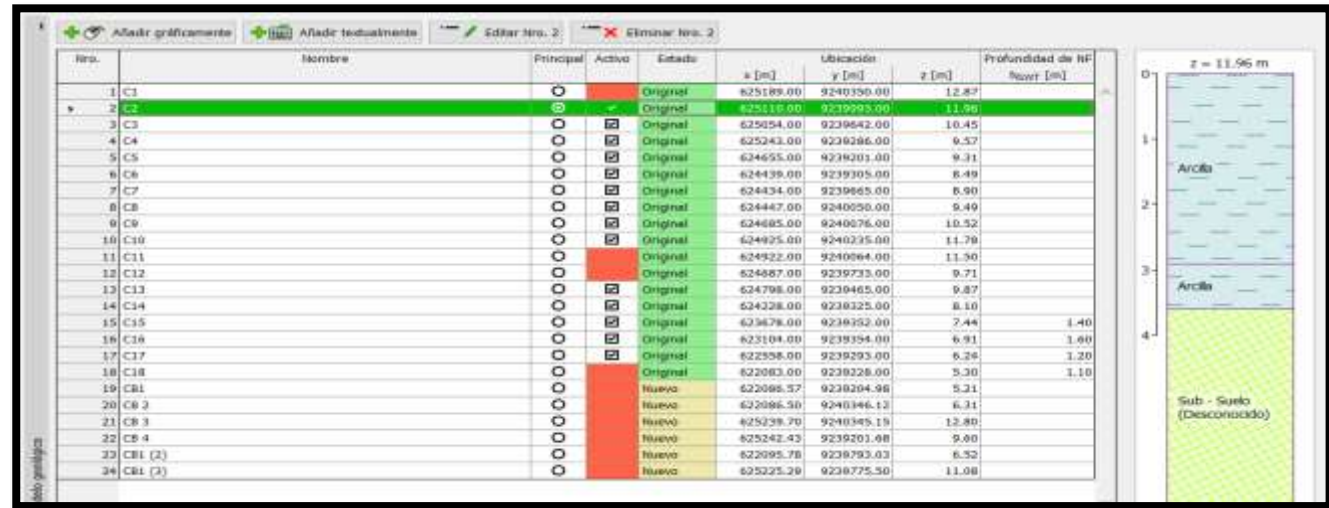 Añadir gráficamente Añadir textualmente Editar Nro. 2 Eliminar Nro. 2
Nro. Nombre Principal Activo Estado Ubicación Profundidad de NF
x [m] y [m] z [m] [m]
1 C1 Original 625189.00 9240350.00 12.87
2 C2 Original 625110.00 9239993.00 11.96
3 C3 Original 625054.00 9239642.00 10.45
4 C4 Original 625243.00 9239286.00 9.57
5 C5 Original 624655.00 9239201.00 9.31
6 C6 Original 624439.00 9239305.00 8.49
7 C7 Original 624434.00 9239665.00 8.90
8 C8 Original 624447.00 9240050.00 9.49
9 C9 Original 624685.00 9240076.00 10.52
10 C10 Original 624925.00 9240235.00 11.78
11 C11 Original 624922.00 9240064.00 11.50
12 C12 Original 624687.00 9239733.00 9.71
13 C13 Original 624798.00 9239465.00 9.87
14 C14 Original 624228.00 9239325.00 8.10
15 C15 Original 623678.00 9239352.00 7.44 1.40
16 C16 Original 623104.00 9239354.00 6.91 1.60
17 C17 Original 622558.00 9239293.00 6.24 1.20
18 C18 Original 622083.00 9239228.00 5.30 1.10
19 CB1 Nuevo 622086.57 9239204.98 5.21
20 CB 2 Nuevo 622086.50 9240346.12 6.31
21 CB 3 Nuevo 625239.70 9240345.15 12.80
22 CB 4 Nuevo 625242.43 9239201.68 9.60
23 CB1 (2) Nuevo 622095.78 9239793.03 6.52
24 CB1 (3) Nuevo 625225.29 9239775.50 11.08
z = 11.96 m
0
1
Arcilla
2
3
Arcilla
4
Sub - Suelo
(Desconocido)
geológico